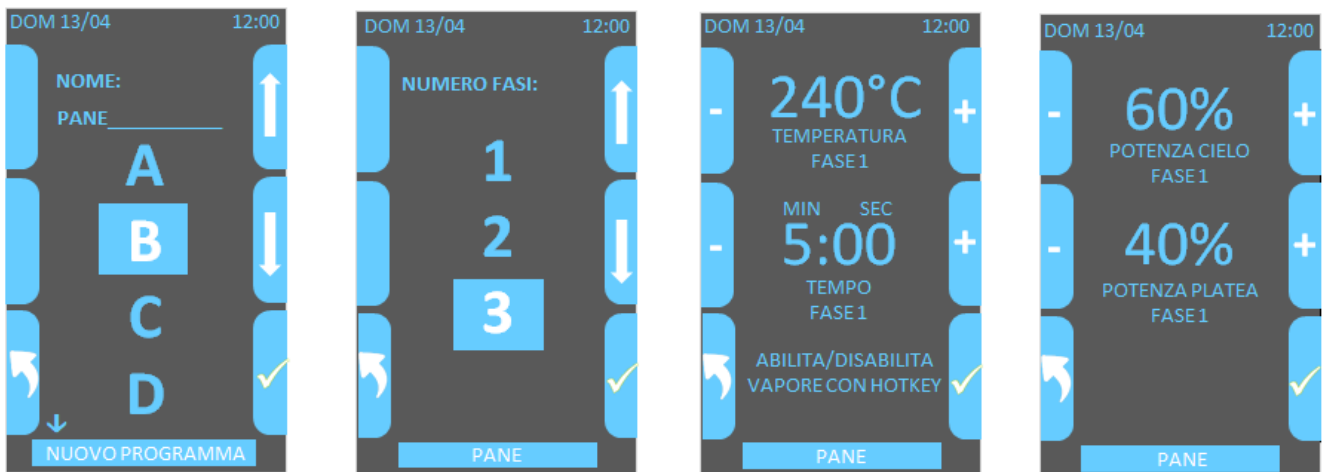 DOM 13/04 12:00
NOME:
PANE__________
A
B
C
D
NUOVO PROGRAMMA
DOM 13/04 12:00
NUMERO FASI:
1
2
3
PANE
DOM 13/04 12:00
- 240°C +
TEMPERATURA
FASE 1
MIN SEC
- 5:00 +
TEMPO
FASE 1
ABILITA/DISABILITA
VAPORE CON HOTKEY
PANE
DOM 13/04 12:00
- 60% +
POTENZA CIELO
FASE 1
- 40% +
POTENZA PLATEA
FASE 1
PANE